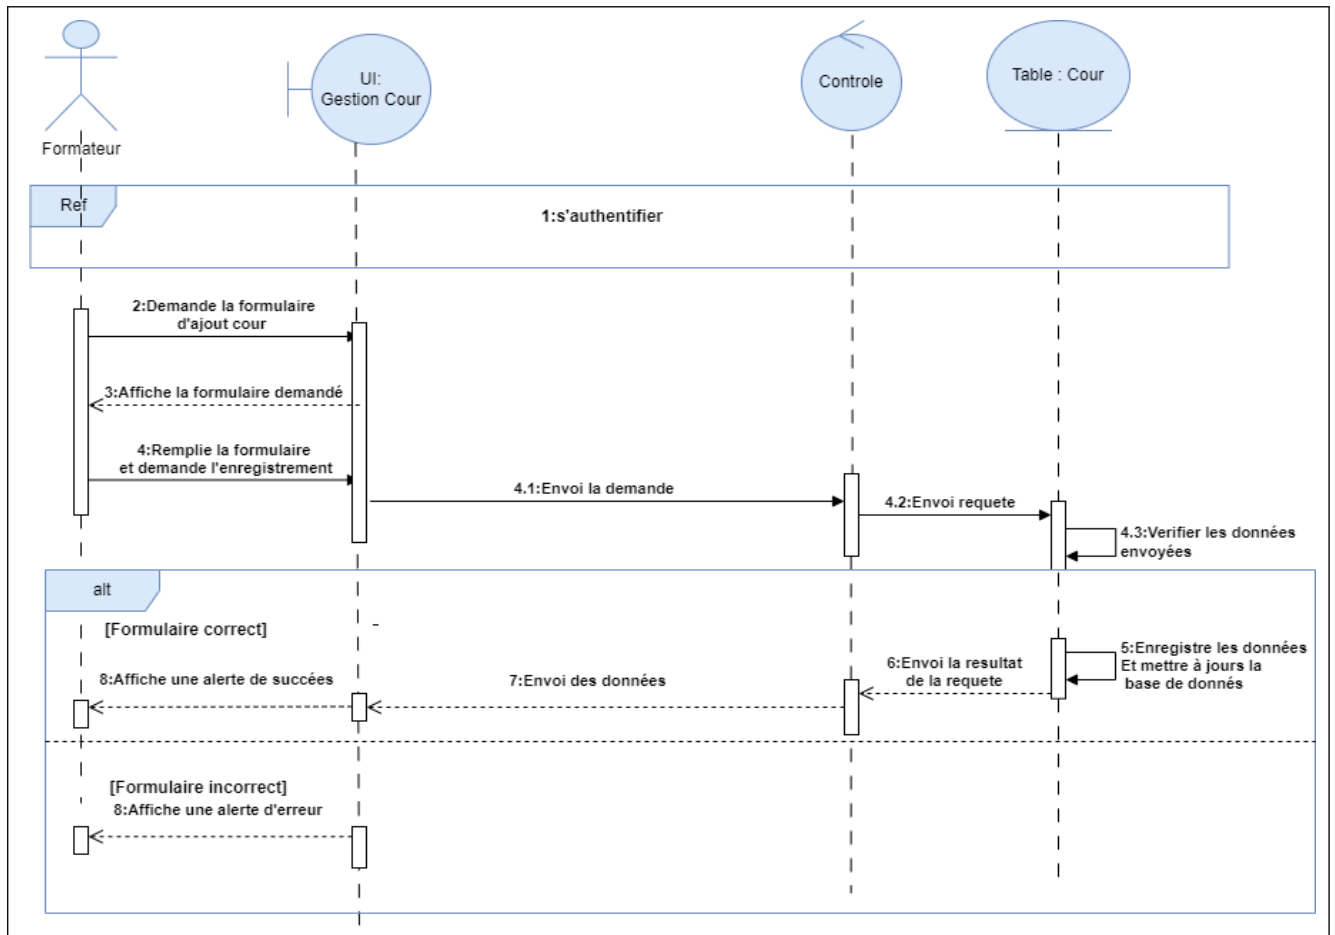 UI:
Gestion Cour
Controle
Table : Cour
Formateur
Ref
1:s'authentifier
2:Demande la formulaire
d'ajout cour
3:Affiche la formulaire demandé
4:Remplie la formulaire
et demande l'enregistrement
4.1:Envoi la demande
4.2:Envoi requete
4.3:Verifier les données
envoyées
alt
[Formulaire correct]
-
5:Enregistre les données
Et mettre à jours la
base de donnés
6:Envoi la resultat
de la requete
7:Envoi des données
8:Affiche une alerte de succées
[Formulaire incorrect]
8:Affiche une alerte d'erreur